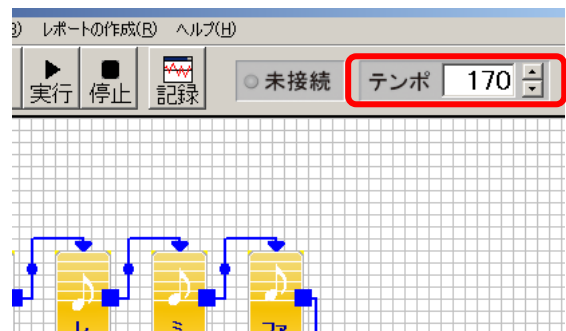 ) レポートの作成(R) ヘルプ(H)
実行 停止 記録 未接続 テンポ 170
レ ミ ファ